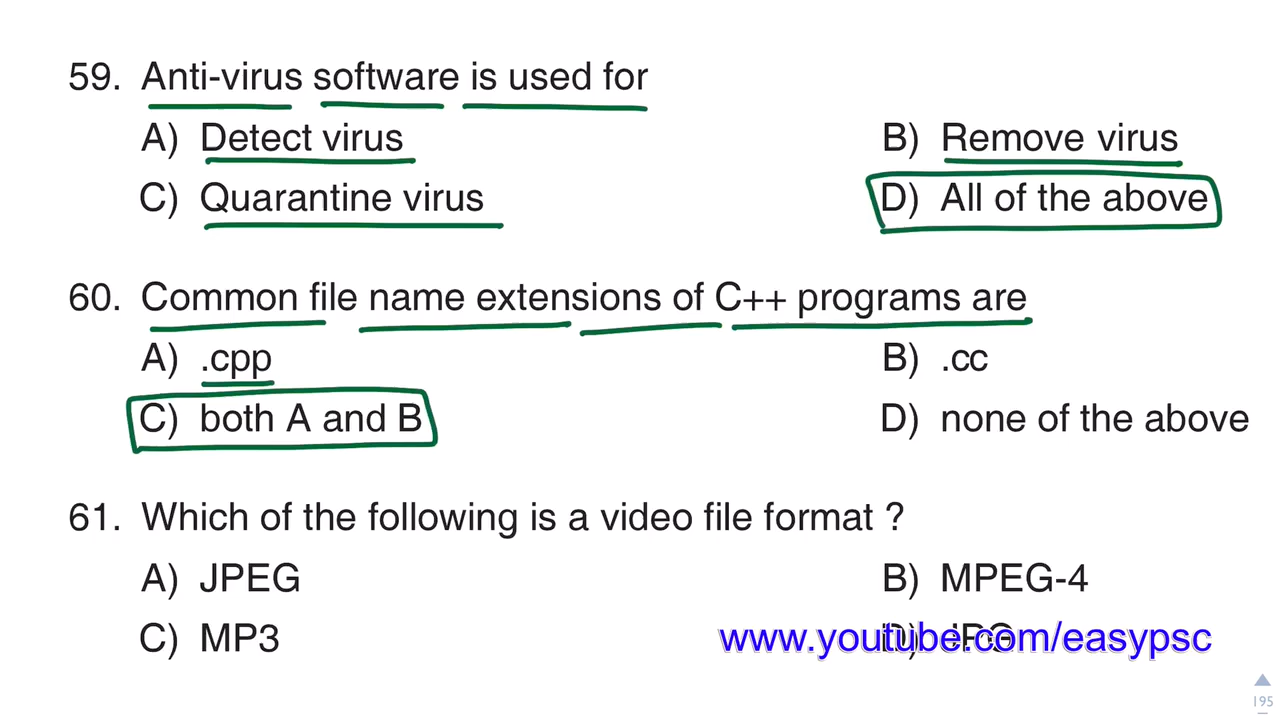 59. Anti-virus software is used for
A) Detect virus B) Remove virus
C) Quarantine virus D) All of the above
60. Common file name extensions of C++ programs are
A) .cpp B) .cc
C) both A and B D) none of the above
61. Which of the following is a video file format ?
A) JPEG B) MPEG-4
C) MP3 D)
www.youtube.com/easypsc
195